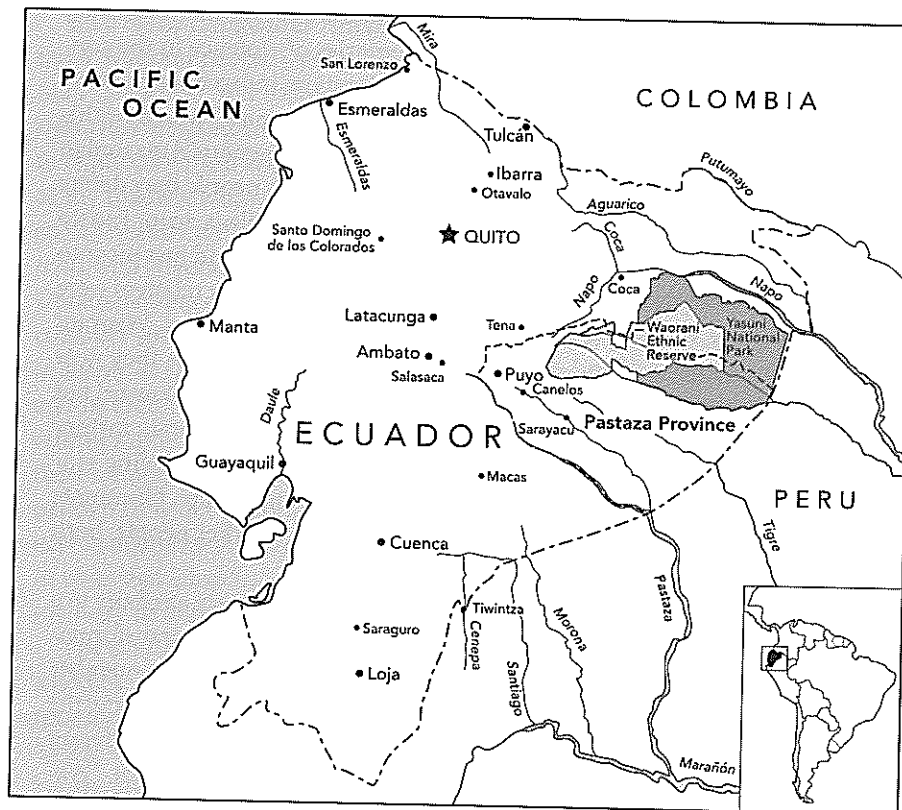 PACIFIC
OCEAN
Mira
San Lorenzo
COLOMBIA
Esmeraldas
Esmeraldas
Tulcán
Putumayo
Ibarra
Otavalo
Aguarico
Santo Domingo
de los Colorados
QUITO
Coca
Coca
Napo
Napo
Manta
Latacunga
Tena
Waorani
Ethnic
Reserve
Yasuní
National
Park
Ambato
Salasaca
Puyo
Canelos
Daule
Sarayacu
Pastaza Province
ECUADOR
Guayaquil
Macas
PERU
Tigre
Cuenca
Pastaza
Tiwintza
Morona
Saraguro
Cenepa
Santiago
Loja
Marañón